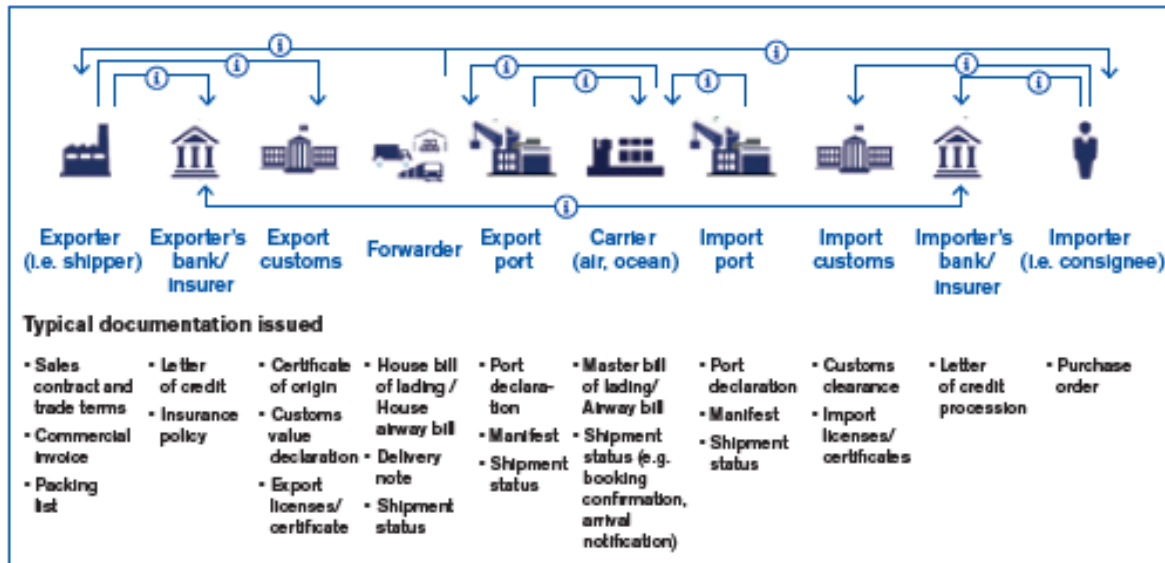 Exporter
(i.e. shipper)
Exporter's
bank/
insurer
Export
customs
Forwarder
Export
port
Carrier
(air, ocean)
Import
port
Import
customs
Importer's
bank/
insurer
Importer
(i.e. consignee)
Typical documentation issued
▪ Sales
contract and
trade terms
▪ Commercial
invoice
▪ Packing
list
▪ Letter
of credit
▪ Insurance
policy
▪ Certificate
of origin
▪ Customs
value
declaration
▪ Export
licenses/
certificate
▪ House bill
of lading /
House
airway bill
▪ Delivery
note
▪ Shipment
status
▪ Port
declara-
tion
▪ Manifest
▪ Shipment
status
▪ Master bill
of lading/
Airway bill
▪ Shipment
status (e.g.
booking
confirmation,
arrival
notification)
▪ Port
declaration
▪ Manifest
▪ Shipment
status
▪ Customs
clearance
▪ Import
licenses/
certificates
▪ Letter
of credit
procession
▪ Purchase
order